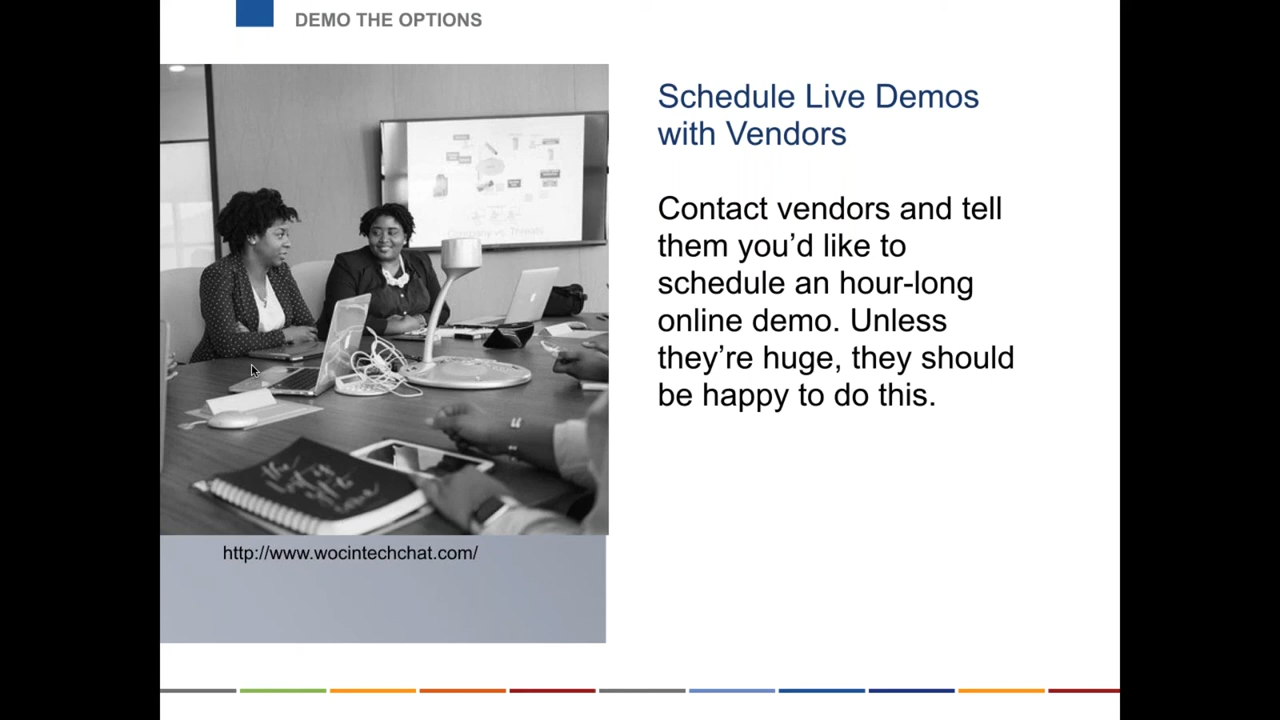 DEMO THE OPTIONS
Schedule Live Demos
with Vendors
Contact vendors and tell
them you’d like to
schedule an hour-long
online demo. Unless
they’re huge, they should
be happy to do this.
http://www.wocintechchat.com/